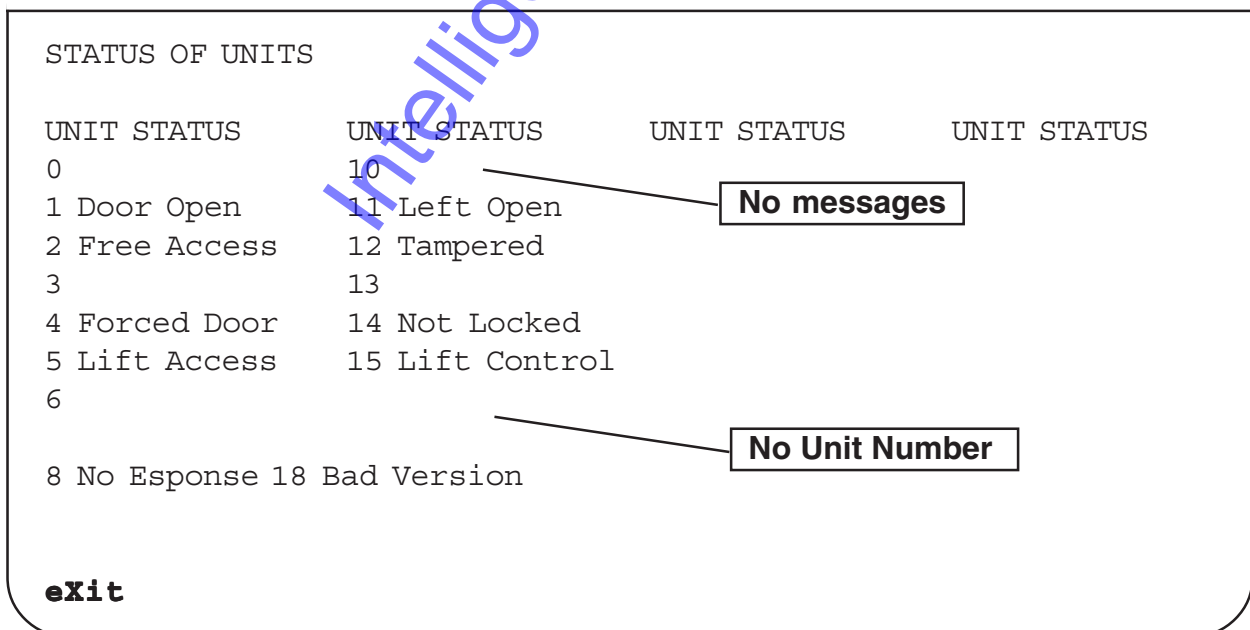 Intellig
STATUS OF UNITS
UNIT STATUS UNIT STATUS UNIT STATUS UNIT STATUS
0 10
No messages
1 Door Open 11 Left Open
2 Free Access 12 Tampered
3 13
4 Forced Door 14 Not Locked
5 Lift Access 15 Lift Control
6
No Unit Number
8 No Esponse 18 Bad Version
eXit